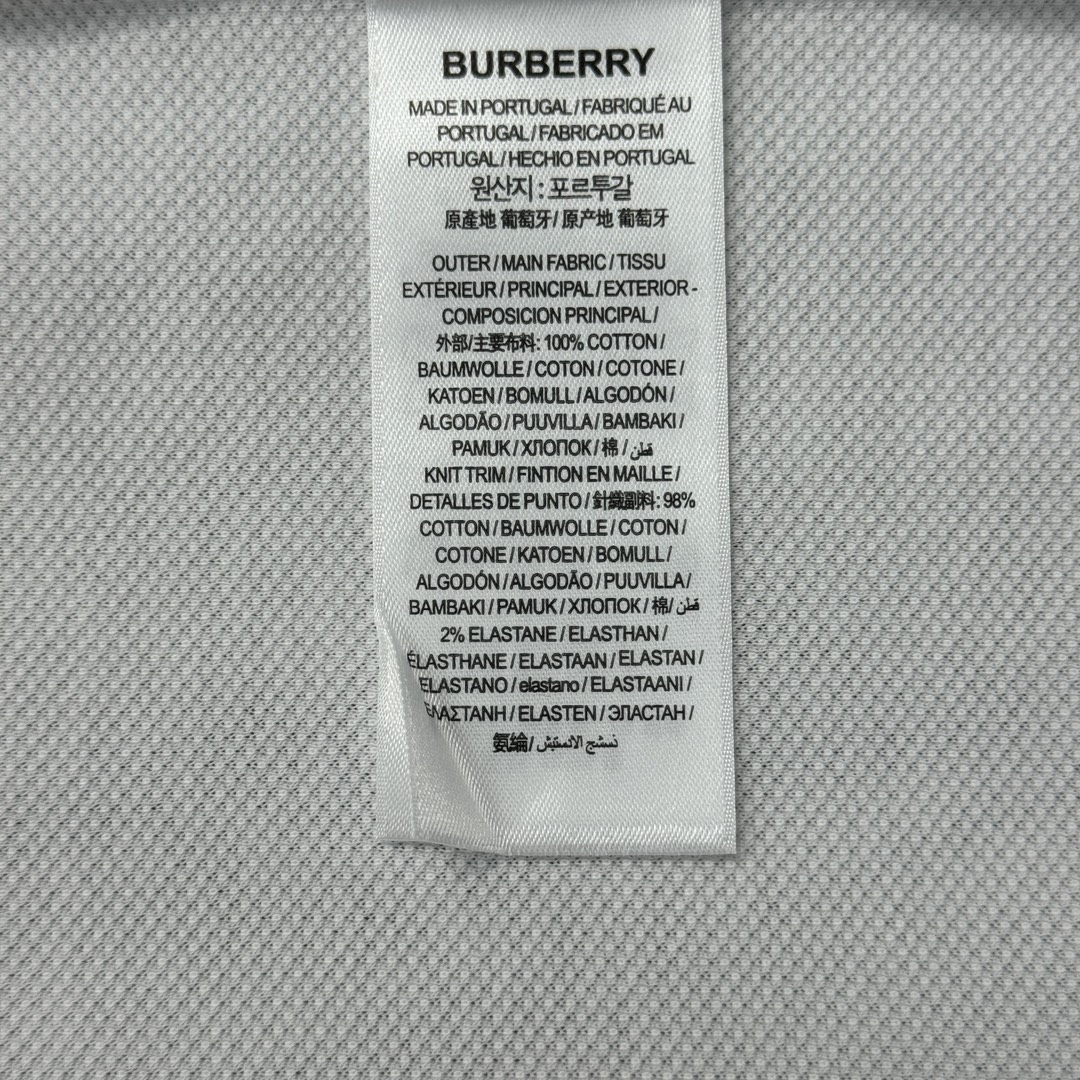 BURBERRY
MADE IN PORTUGAL / FABRIQUÉ AU
PORTUGAL / FABRICADO EM
PORTUGAL / HECHIO EN PORTUGAL
원산지 : 포르투갈
原產地 葡萄牙 / 原产地 葡萄牙
OUTER / MAIN FABRIC / TISSU
EXTÉRIEUR / PRINCIPAL / EXTERIOR -
COMPOSICION PRINCIPAL /
外部/主要布料: 100% COTTON /
BAUMWOLLE / COTON / COTONE /
KATOEN / BOMULL / ALGODÓN /
ALGODÃO / PUUVILLA / BAMBAKI /
PAMUK / ХЛОПОК / 棉 / قطن
KNIT TRIM / FINTION EN MAILLE /
DETALLES DE PUNTO / 針織副料: 98%
COTTON / BAUMWOLLE / COTON /
COTONE / KATOEN / BOMULL /
ALGODÓN / ALGODÃO / PUUVILLA /
BAMBAKI / PAMUK / ХЛОПОК / 棉/ قطن
2% ELASTANE / ELASTHAN /
ÉLASTHANE / ELASTAAN / ELASTAN /
ELASTANO / elastano / ELASTAANI /
ΕΛΑΣΤΑΝΗ / ELASTEN / ЭЛАСТАН /
氨綸/